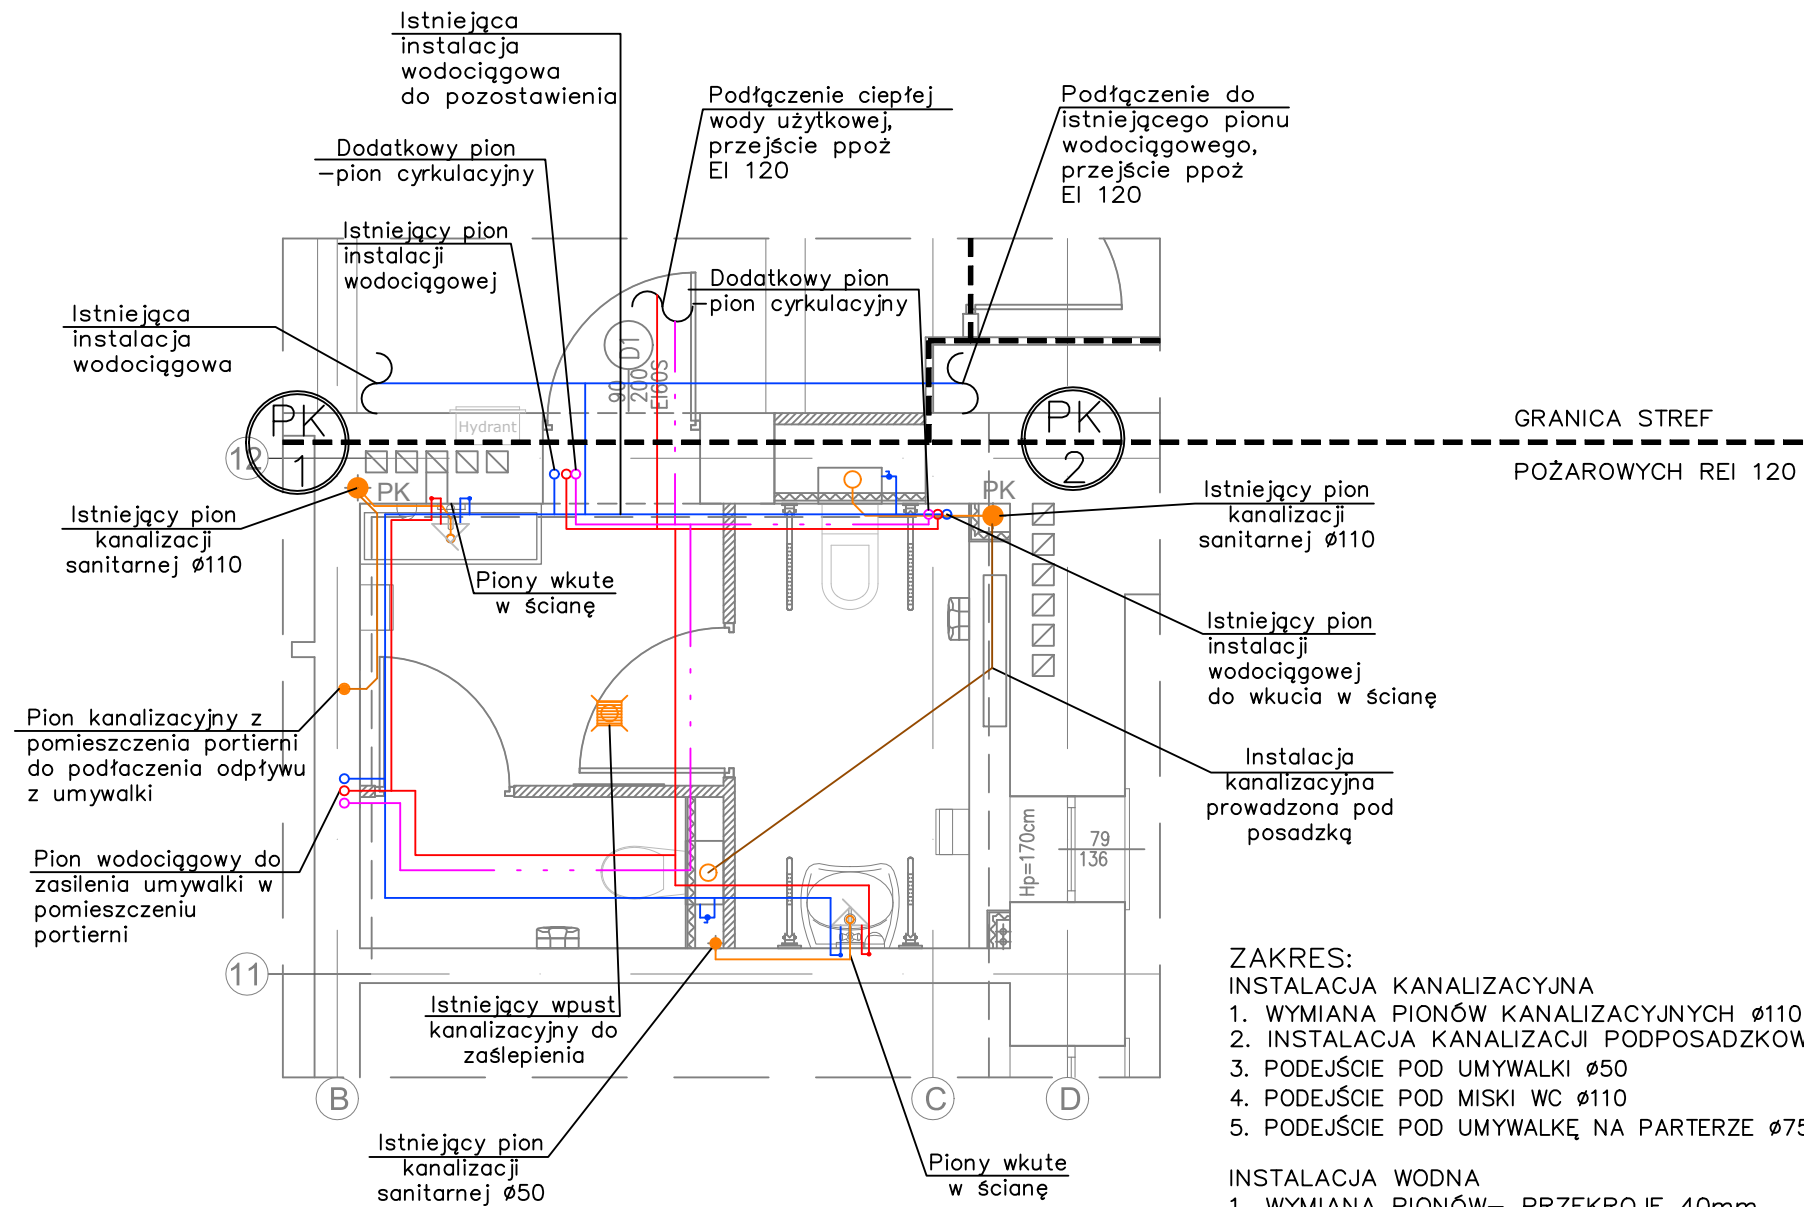 Istniejąca
instalacja
wodociągowa
do pozostawienia
Podłączenie ciepłej
wody użytkowej,
przejście ppoż
EI 120
Podłączenie do
istniejącego pionu
wodociągowego,
przejście ppoż
EI 120
Dodatkowy pion
-pion cyrkulacyjny
Istniejący pion
instalacji
wodociągowej
Dodatkowy pion
-pion cyrkulacyjny
Istniejąca
instalacja
wodociągowa
D1
90
200
EI60S
PK
1
PK
2
Hydrant
12
GRANICA STREF
POŻAROWYCH REI 120
PK
PK
Istniejący pion
kanalizacji
sanitarnej ø110
Istniejący pion
kanalizacji
sanitarnej ø110
Piony wkute
w ścianę
Istniejący pion
instalacji
wodociągowej
do wkucia w ścianę
Pion kanalizacyjny z
pomieszczenia portierni
do podłaczenia odpływu
z umywalki
Instalacja
kanalizacyjna
prowadzona pod
posadzką
Hp=170cm
79
136
Pion wodociągowy do
zasilenia umywalki w
pomieszczeniu
portierni
11
Istniejący wpust
kanalizacyjny do
zaślepienia
B
C
D
Istniejący pion
kanalizacji
sanitarnej ø50
Piony wkute
w ścianę
ZAKRES:
INSTALACJA KANALIZACYJNA
1. WYMIANA PIONÓW KANALIZACYJNYCH ø110
2. INSTALACJA KANALIZACJI PODPOSADZKOW
3. PODEJŚCIE POD UMYWALKI ø50
4. PODEJŚCIE POD MISKI WC ø110
5. PODEJŚCIE POD UMYWALKĘ NA PARTERZE ø75
INSTALACJA WODNA
1. WYMIANA PIONÓW- PRZEKROJE 40mm